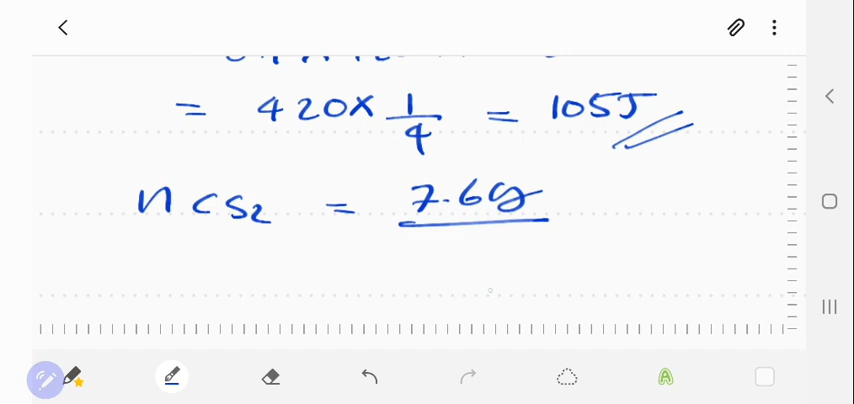 = 420 × 1/4 = 105J
n CS2 = 7.6g